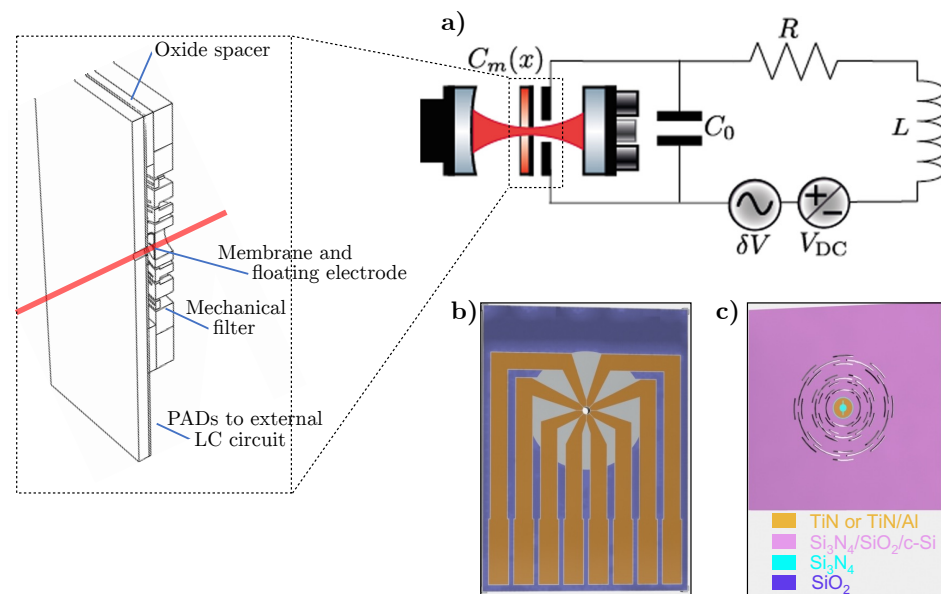 a)
Oxide spacer
Membrane and
floating electrode
Mechanical
filter
PADs to external
LC circuit
C_m(x)
R
C_0
L
δV
V_DC
b)
c)
TiN or TiN/Al
Si₃N₄/SiO₂/c-Si
Si₃N₄
SiO₂